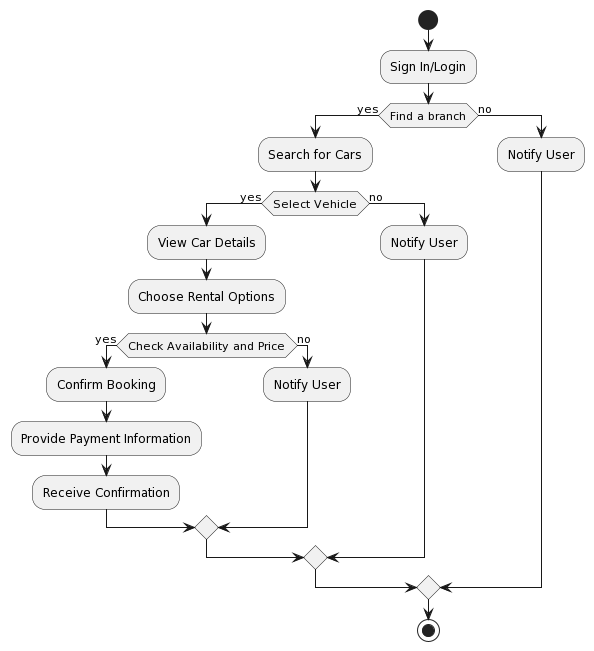 Sign In/Login
yes
Find a branch
no
Search for Cars
Notify User
yes
Select Vehicle
no
View Car Details
Notify User
Choose Rental Options
yes
Check Availability and Price
no
Confirm Booking
Notify User
Provide Payment Information
Receive Confirmation